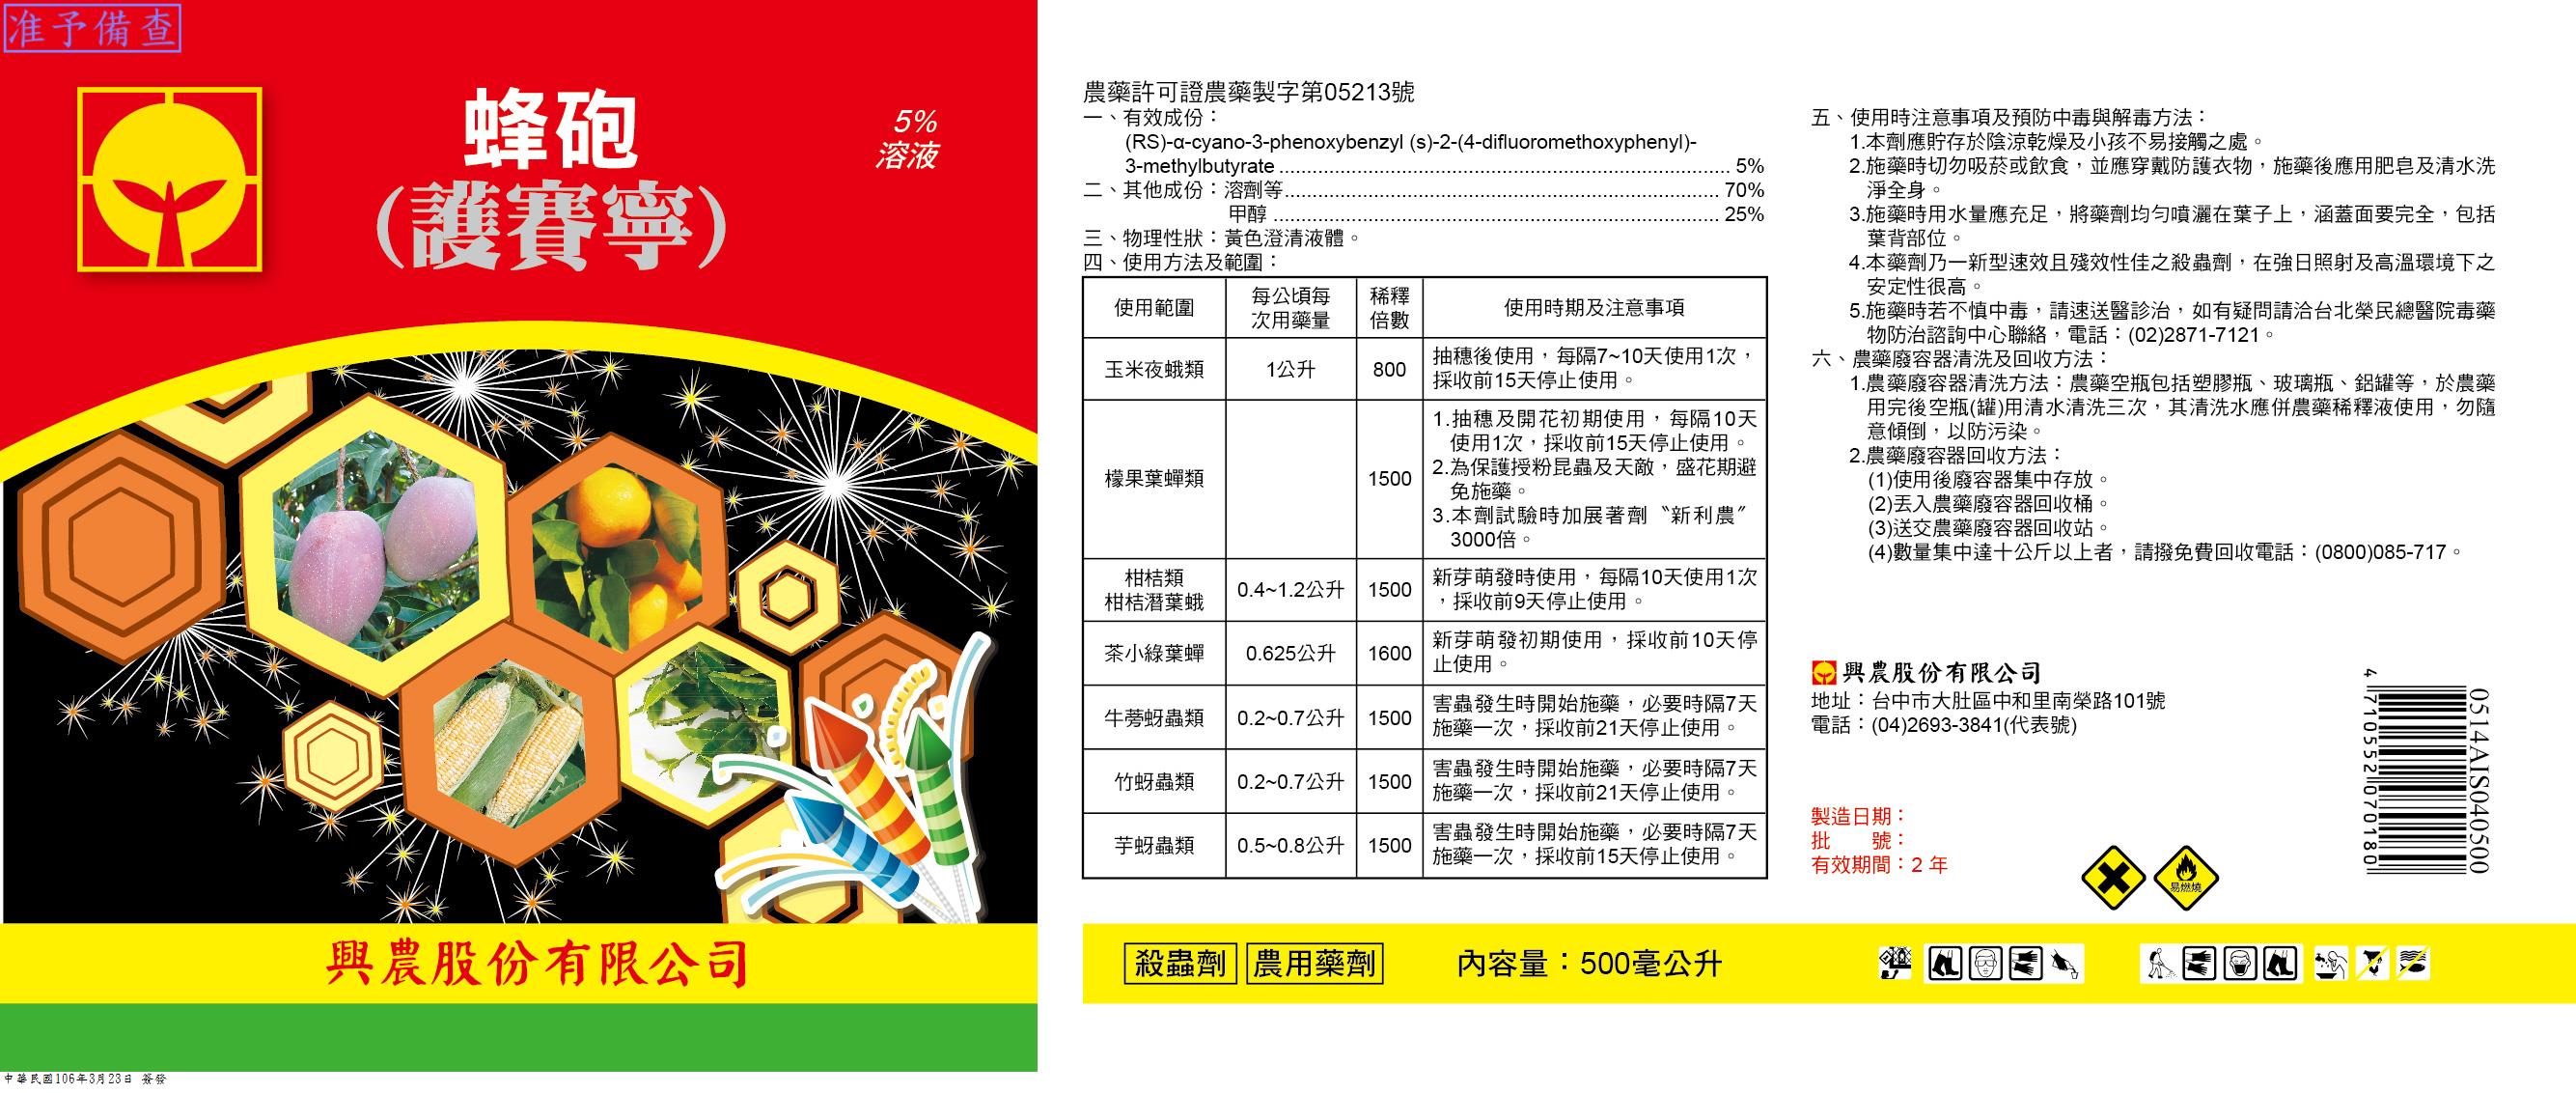 准予備查
蜂砲
(護賽寧)
5%
溶液
興農股份有限公司
中華民國106年3月23日 簽發
農藥許可證農藥製字第05213號
一、有效成份：
(RS)-α-cyano-3-phenoxybenzyl (s)-2-(4-difluoromethoxyphenyl)-
3-methylbutyrate ........ 5%
二、其他成份：溶劑等........ 70%
甲醇 ........ 25%
三、物理性狀：黃色澄清液體。
四、使用方法及範圍：
使用範圍 每公頃每次用藥量 稀釋倍數 使用時期及注意事項
玉米夜蛾類 1公升 800 抽穗後使用，每隔7~10天使用1次，
採收前15天停止使用。
檬果葉蟬類 1500 1.抽穗及開花初期使用，每隔10天
使用1次，採收前15天停止使用。
2.為保護授粉昆蟲及天敵，盛花期避
免施藥。
3.本劑試驗時加展著劑〝新利農〞
3000倍。
柑桔類
柑桔潛葉蛾 0.4~1.2公升 1500 新芽萌發時使用，每隔10天使用1次
，採收前9天停止使用。
茶小綠葉蟬 0.625公升 1600 新芽萌發初期使用，採收前10天停
止使用。
牛蒡蚜蟲類 0.2~0.7公升 1500 害蟲發生時開始施藥，必要時隔7天
施藥一次，採收前21天停止使用。
竹蚜蟲類 0.2~0.7公升 1500 害蟲發生時開始施藥，必要時隔7天
施藥一次，採收前21天停止使用。
芋蚜蟲類 0.5~0.8公升 1500 害蟲發生時開始施藥，必要時隔7天
施藥一次，採收前15天停止使用。
五、使用時注意事項及預防中毒與解毒方法：
1.本劑應貯存於陰涼乾燥及小孩不易接觸之處。
2.施藥時切勿吸菸或飲食，並應穿戴防護衣物，施藥後應用肥皂及清水洗
淨全身。
3.施藥時用水量應充足，將藥劑均勻噴灑在葉子上，涵蓋面要完全，包括
葉背部位。
4.本藥劑乃一新型速效且殘效性佳之殺蟲劑，在強日照射及高溫環境下之
安定性很高。
5.施藥時若不慎中毒，請速送醫診治，如有疑問請洽台北榮民總醫院毒藥
物防治諮詢中心聯絡，電話：(02)2871-7121。
六、農藥廢容器清洗及回收方法：
1.農藥廢容器清洗方法：農藥空瓶包括塑膠瓶、玻璃瓶、鋁罐等，於農藥
用完後空瓶(罐)用清水清洗三次，其清洗水應併農藥稀釋液使用，勿隨
意傾倒，以防污染。
2.農藥廢容器回收方法：
(1)使用後廢容器集中存放。
(2)丟入農藥廢容器回收桶。
(3)送交農藥廢容器回收站。
(4)數量集中達十公斤以上者，請撥免費回收電話：(0800)085-717。
興農股份有限公司
地址：台中市大肚區中和里南榮路101號
電話：(04)2693-3841(代表號)
製造日期：
批　　號：
有效期間：2 年
易燃燒
4 710552 070180
0514AIS040500
殺蟲劑 農用藥劑 內容量：500毫公升